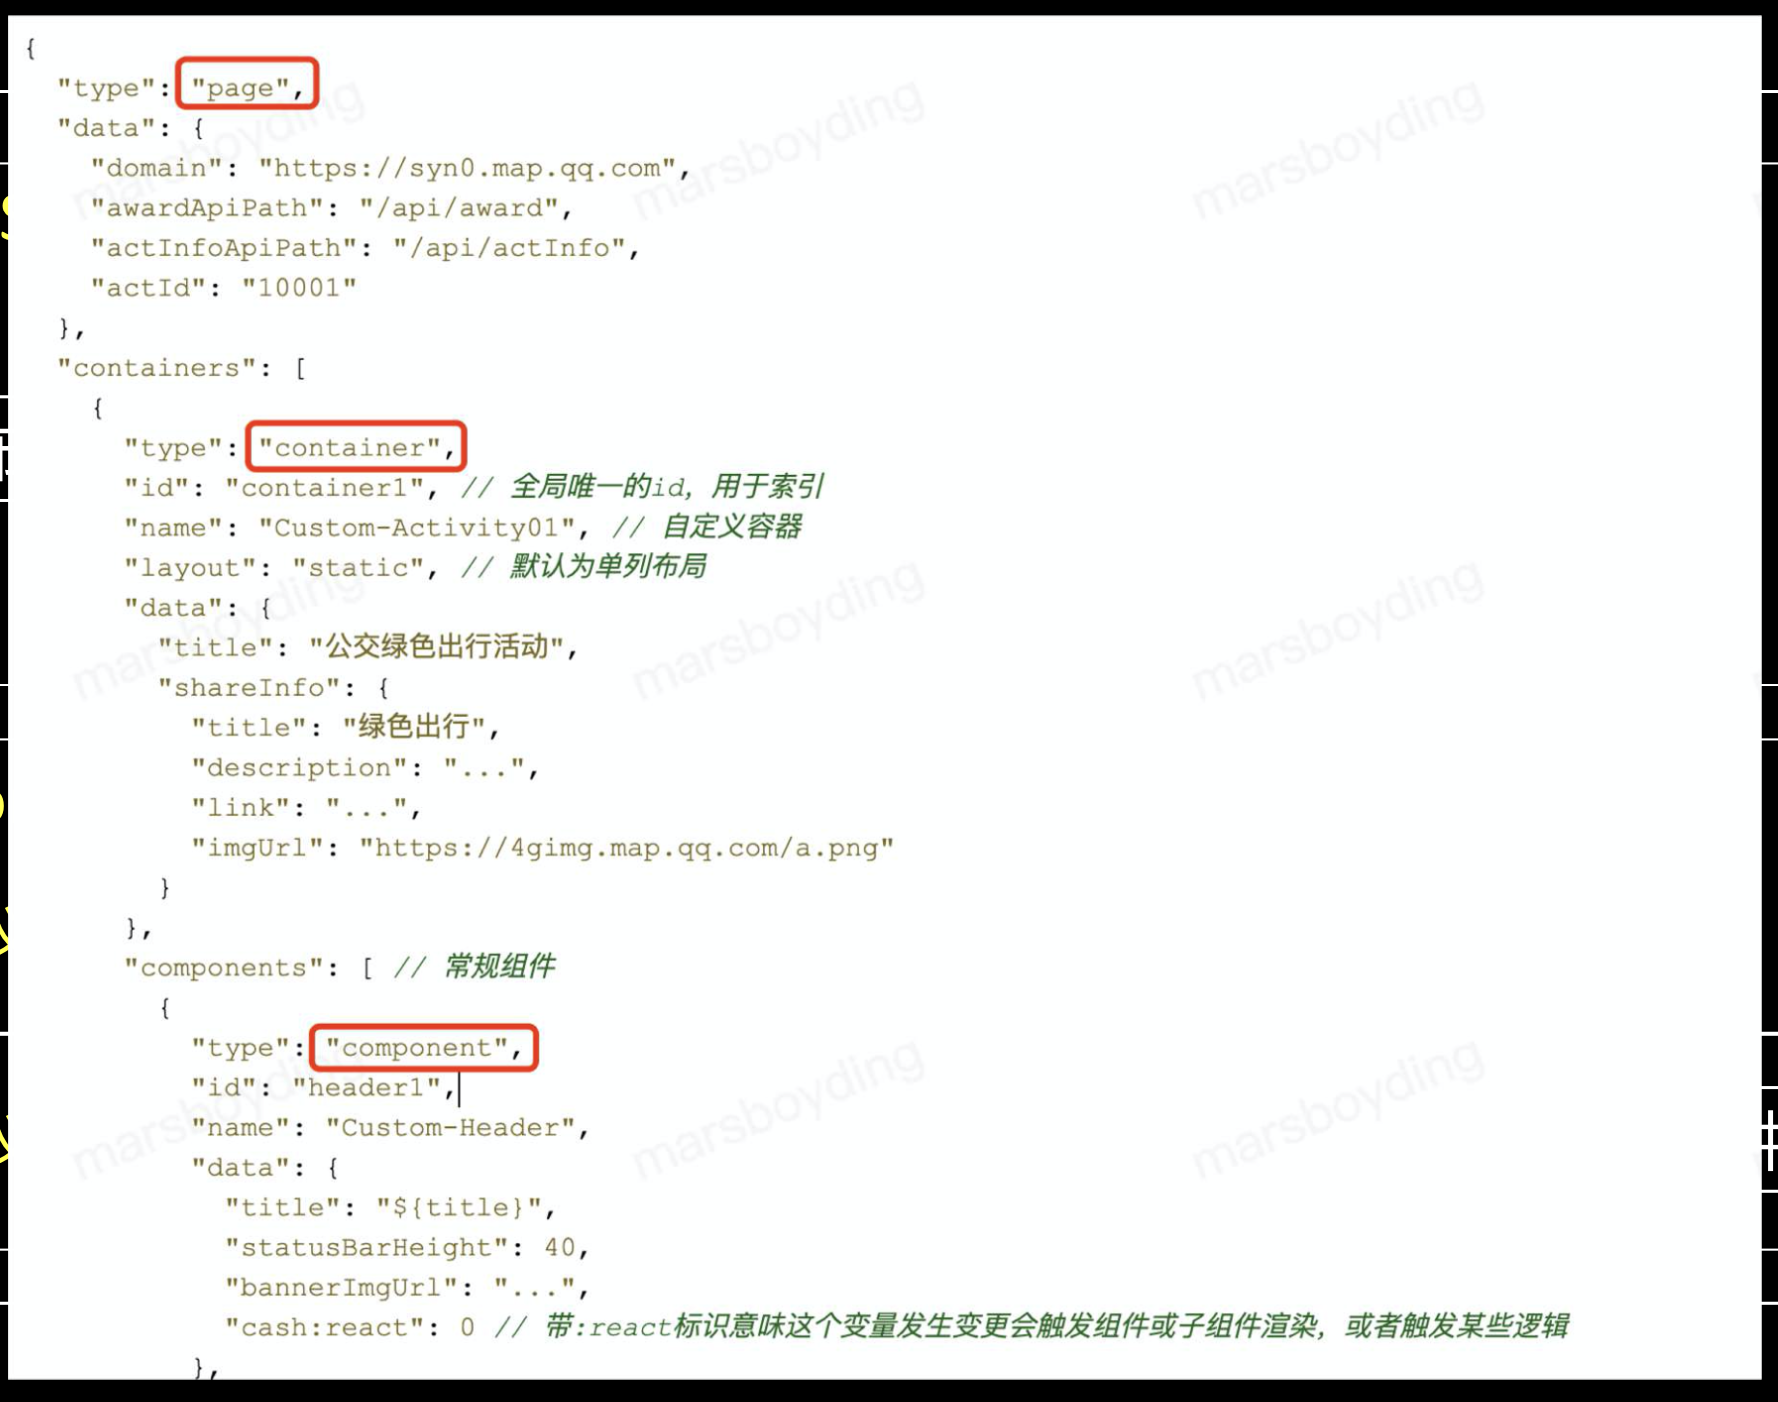 {
"type": "page",
"data": {
"domain": "https://syn0.map.qq.com",
"awardApiPath": "/api/award",
"actInfoApiPath": "/api/actInfo",
"actId": "10001"
},
"containers": [
{
"type": "container",
"id": "container1", // 全局唯一的id，用于索引
"name": "Custom-Activity01", // 自定义容器
"layout": "static", // 默认为单列布局
"data": {
"title": "公交绿色出行活动",
"shareInfo": {
"title": "绿色出行",
"description": "...",
"link": "...",
"imgUrl": "https://4gimg.map.qq.com/a.png"
}
},
"components": [ // 常规组件
{
"type": "component",
"id": "header1",
"name": "Custom-Header",
"data": {
"title": "${title}",
"statusBarHeight": 40,
"bannerImgUrl": "...",
"cash:react": 0 // 带:react标识意味这个变量发生变更会触发组件或子组件渲染，或者触发某些逻辑
},
marsboyding
marsboyding
marsboyding
marsboyding
marsboyding
marsboyding
marsboyding
marsboyding
marsboyding